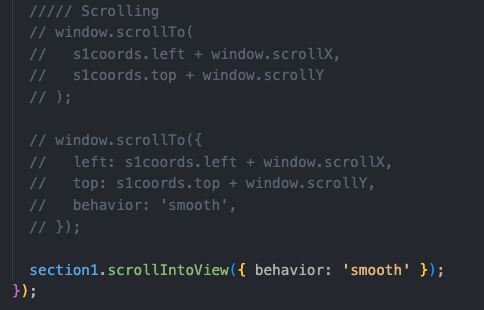 ///// Scrolling
// window.scrollTo(
//   s1coords.left + window.scrollX,
//   s1coords.top + window.scrollY
// );
// window.scrollTo({
//   left: s1coords.left + window.scrollX,
//   top: s1coords.top + window.scrollY,
//   behavior: 'smooth',
// });
section1.scrollIntoView({ behavior: 'smooth' });
});